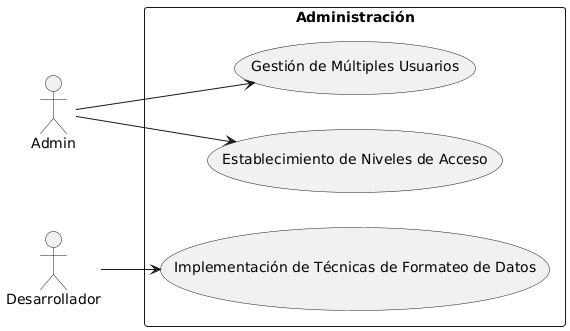 Administración
Gestión de Múltiples Usuarios
Admin
Establecimiento de Niveles de Acceso
Implementación de Técnicas de Formateo de Datos
Desarrollador